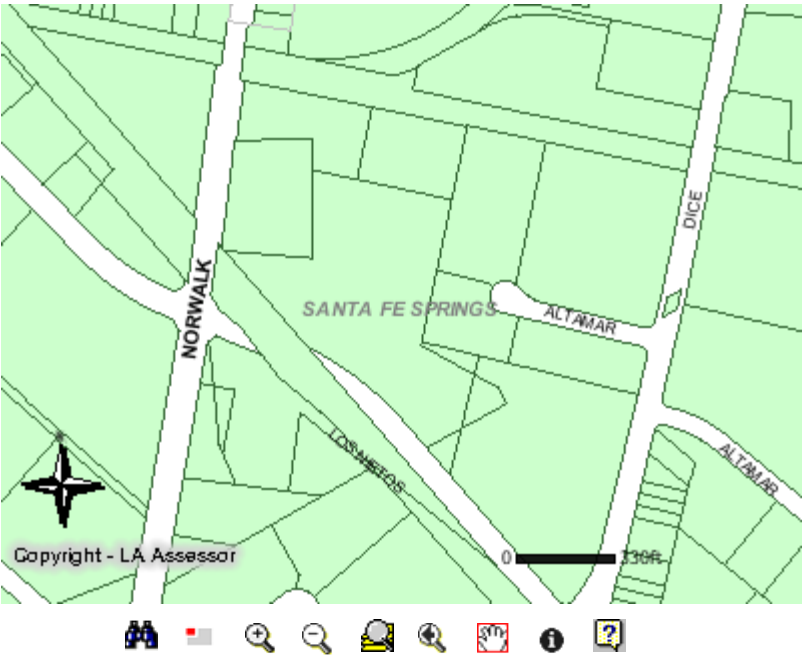 DICE
NORWALK
SANTA FE SPRINGS
ALTAMAR
LOS NIETOS
ALTAMAR
Copyright - LA Assessor
0 330ft